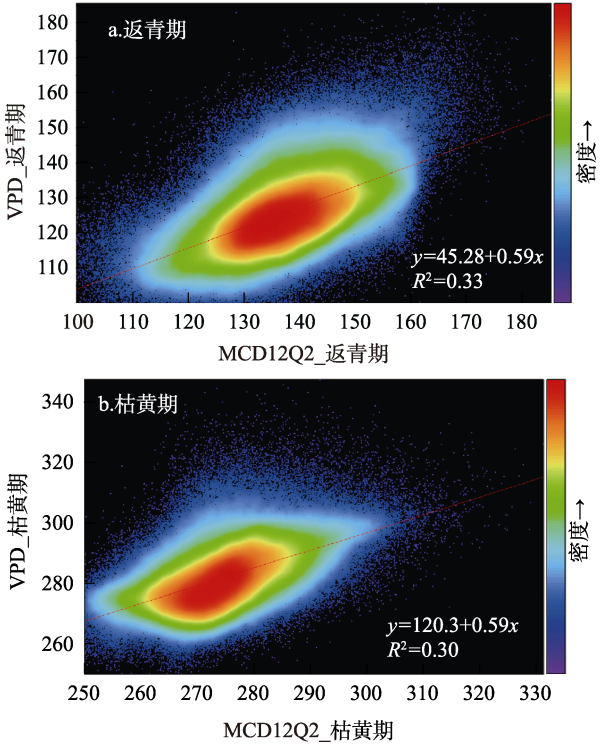 a.返青期
180
170
160
150
140
130
120
110
VPD_返青期
密度→
y=45.28+0.59x
R²=0.33
100 110 120 130 140 150 160 170 180
MCD12Q2_返青期
b.枯黄期
340
320
300
280
260
VPD_枯黄期
密度→
y=120.3+0.59x
R²=0.30
250 260 270 280 290 300 310 320 330
MCD12Q2_枯黄期